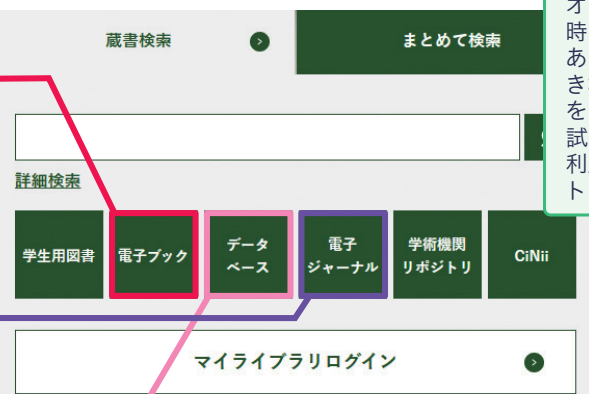 蔵書検索
まとめて検索
オ
時
あ
き
を
試
利
ト
詳細検索
学生用図書
電子ブック
データ
ベース
電子
ジャーナル
学術機関
リポジトリ
CiNii
マイライブラリログイン